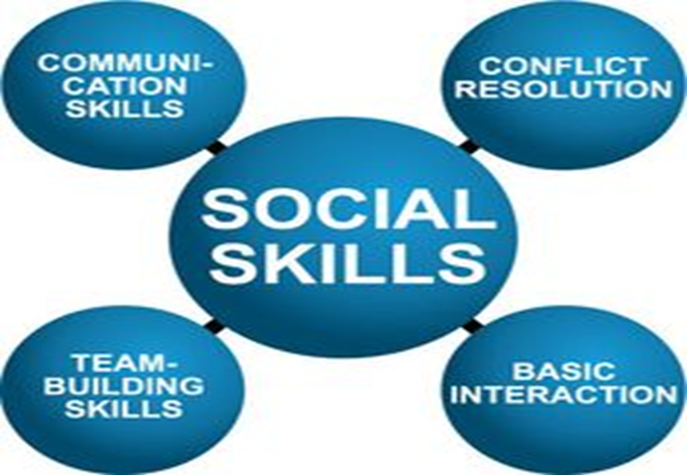 COMMUNI-
CATION
SKILLS
CONFLICT
RESOLUTION
SOCIAL
SKILLS
TEAM-
BUILDING
SKILLS
BASIC
INTERACTION